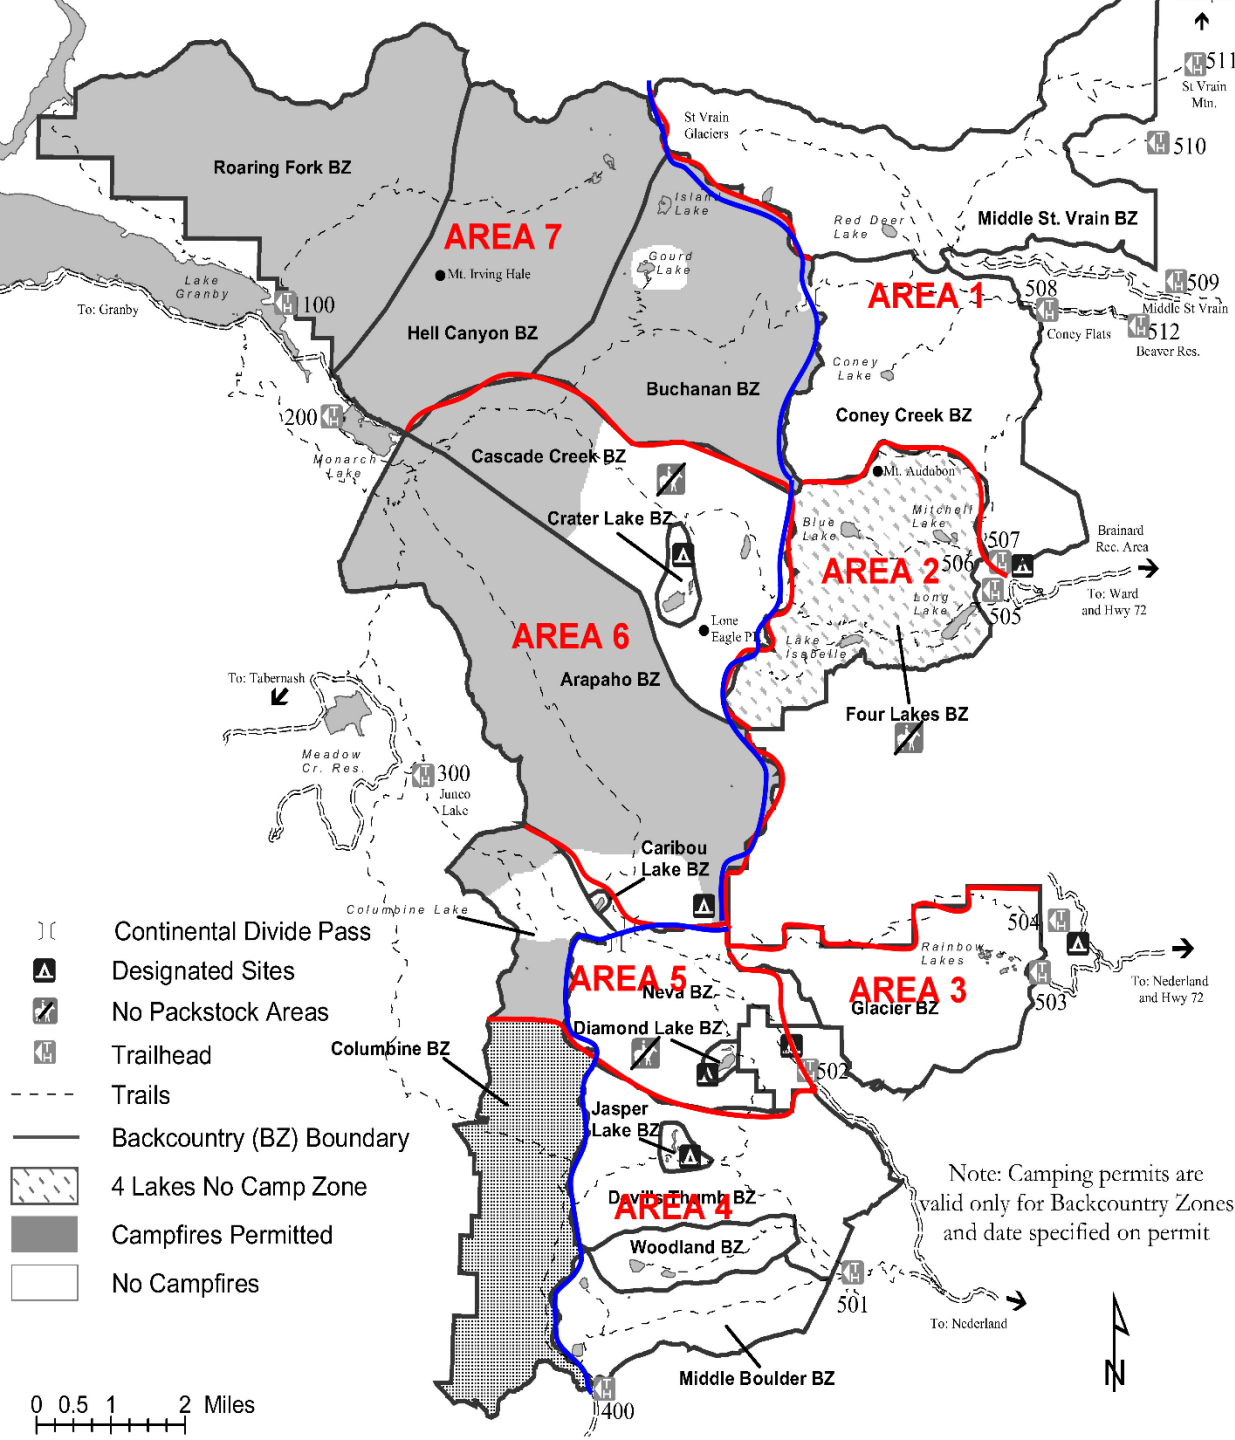 511
St Vrain
Mtn.
St Vrain
Glaciers
510
Roaring Fork BZ
Island
Lake
Red Deer
Lake
Middle St. Vrain BZ
AREA 7
Mt. Irving Hale
Gourd
Lake
Lake
Granby
100
To: Granby
AREA 1
508
509
Middle St Vrain
Coney Flats
512
Beaver Res.
Hell Canyon BZ
Coney
Lake
Buchanan BZ
Coney Creek BZ
200
Monarch
Lake
Cascade Creek BZ
Mt. Audubon
Crater Lake BZ
Blue
Lake
Mitchell
Lake
507
506
Brainard
Rec. Area
AREA 2
Long
Lake
505
To: Ward
and Hwy 72
Lone
Eagle
AREA 6
Lake
Isabelle
Arapaho BZ
To: Tabernash
Four Lakes BZ
Meadow
Cr. Res.
300
Junco
Lake
Caribou
Lake BZ
Columbine Lake
504
Rainbow
Lakes
To: Nederland
and Hwy 72
503
AREA 5
Neva BZ
AREA 3
Glacier BZ
Diamond Lake BZ
Columbine BZ
502
Jasper
Lake BZ
Devil's Thumb BZ
AREA 4
Woodland BZ
501
To: Nederland
Middle Boulder BZ
400
Continental Divide Pass
Designated Sites
No Packstock Areas
Trailhead
Trails
Backcountry (BZ) Boundary
4 Lakes No Camp Zone
Campfires Permitted
No Campfires
Note: Camping permits are
valid only for Backcountry Zones
and date specified on permit
0 0.5 1 2 Miles
N